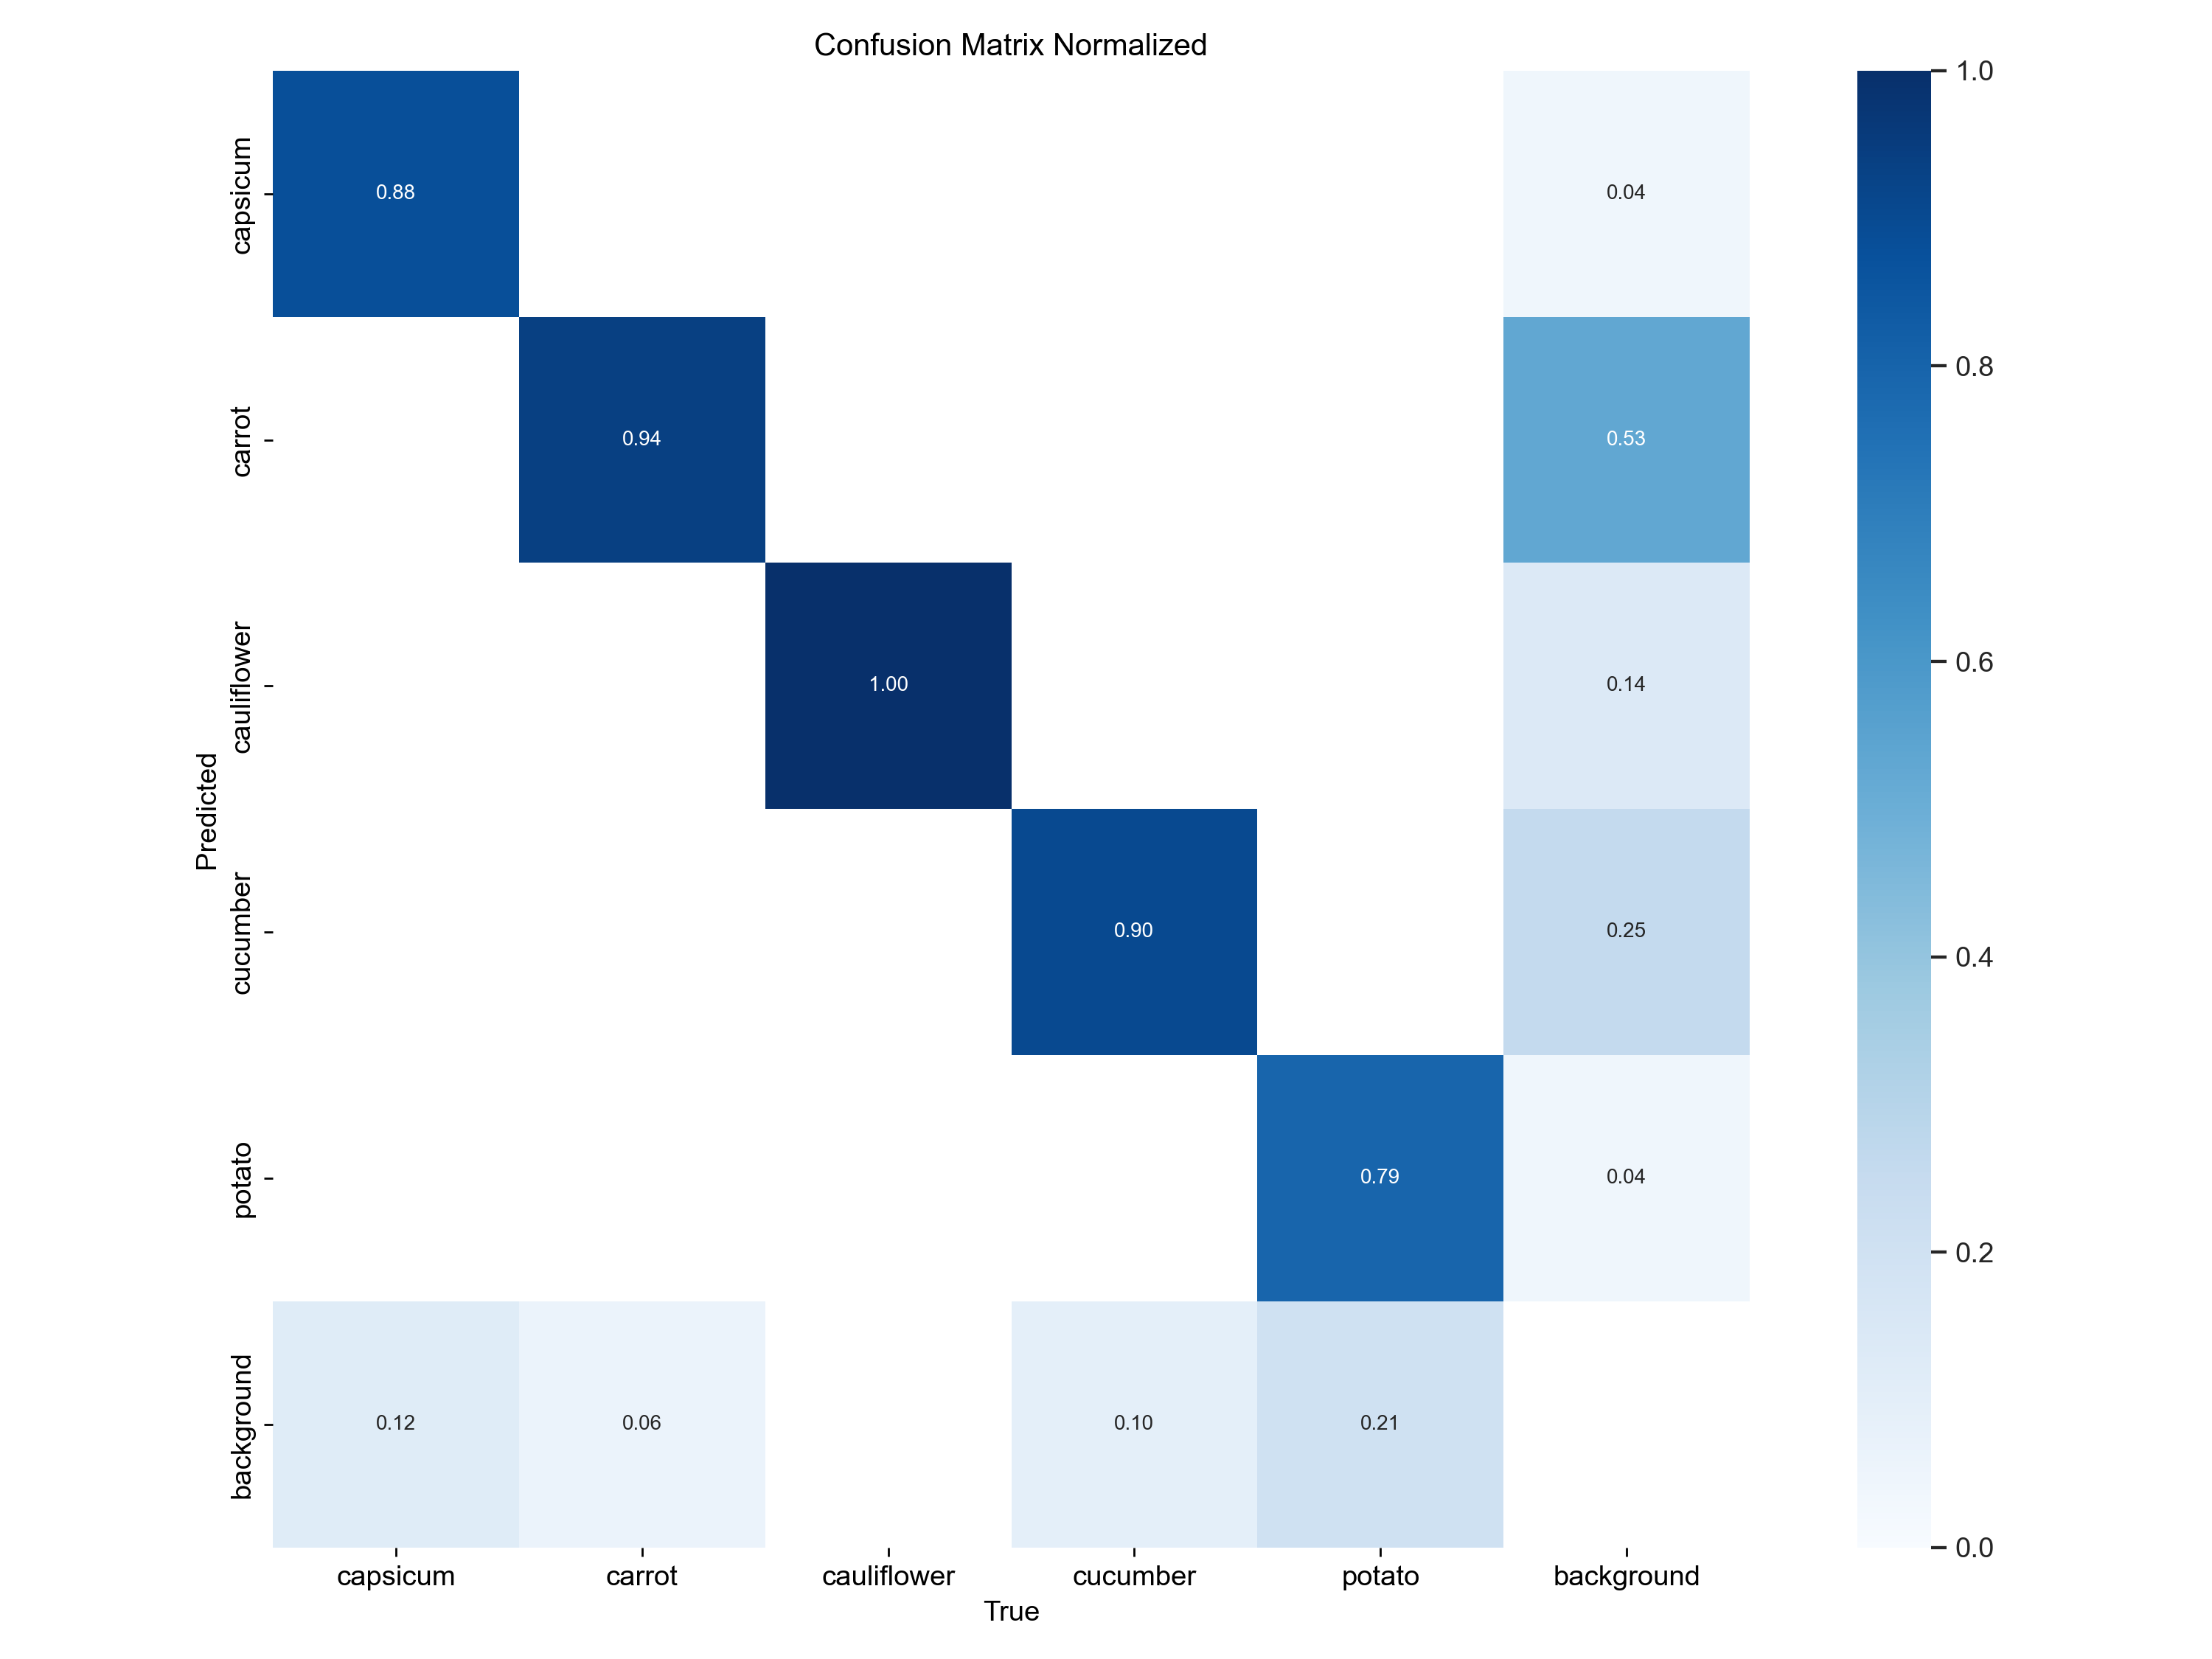 Confusion Matrix Normalized
capsicum
0.88
0.04
carrot
0.94
0.53
cauliflower
1.00
0.14
cucumber
0.90
0.25
potato
0.79
0.04
background
0.12
0.06
0.10
0.21
Predicted
capsicum
carrot
cauliflower
cucumber
potato
background
True
1.0
0.8
0.6
0.4
0.2
0.0